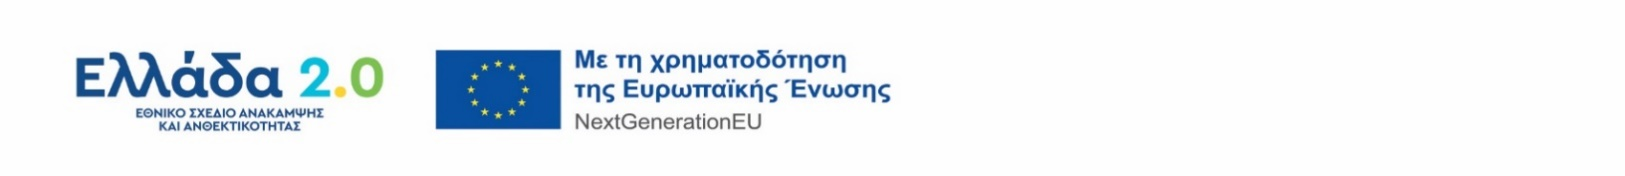 Ελλάδα 2.0
ΕΘΝΙΚΟ ΣΧΕΔΙΟ ΑΝΑΚΑΜΨΗΣ
ΚΑΙ ΑΝΘΕΚΤΙΚΟΤΗΤΑΣ
Με τη χρηματοδότηση
της Ευρωπαϊκής Ένωσης
NextGenerationEU